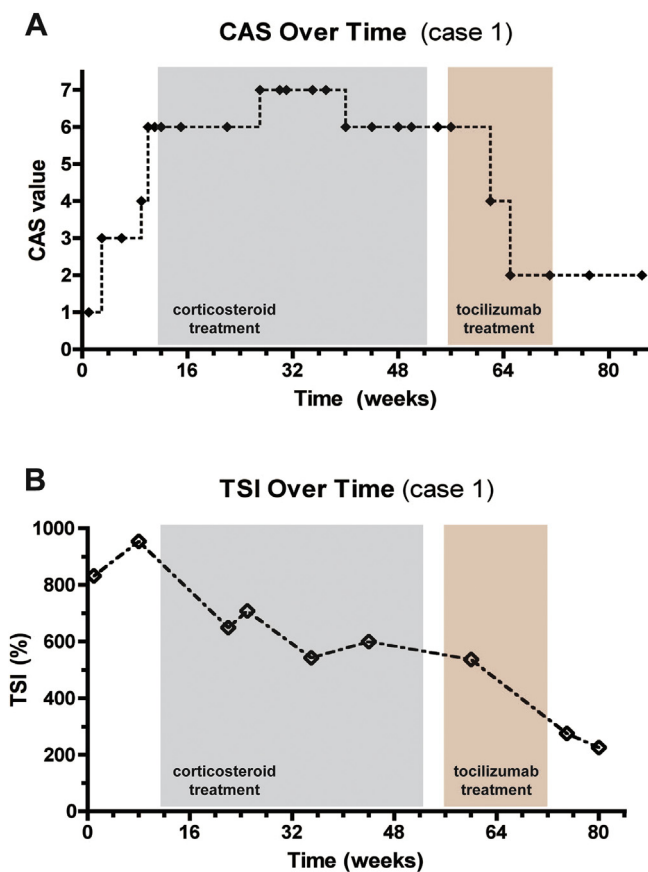 A
CAS Over Time (case 1)
CAS value
7
6
5
4
3
2
1
0
corticosteroid
treatment
tocilizumab
treatment
0 16 32 48 64 80
Time (weeks)
B
TSI Over Time (case 1)
TSI (%)
1000
800
600
400
200
0
corticosteroid
treatment
tocilizumab
treatment
0 16 32 48 64 80
Time (weeks)